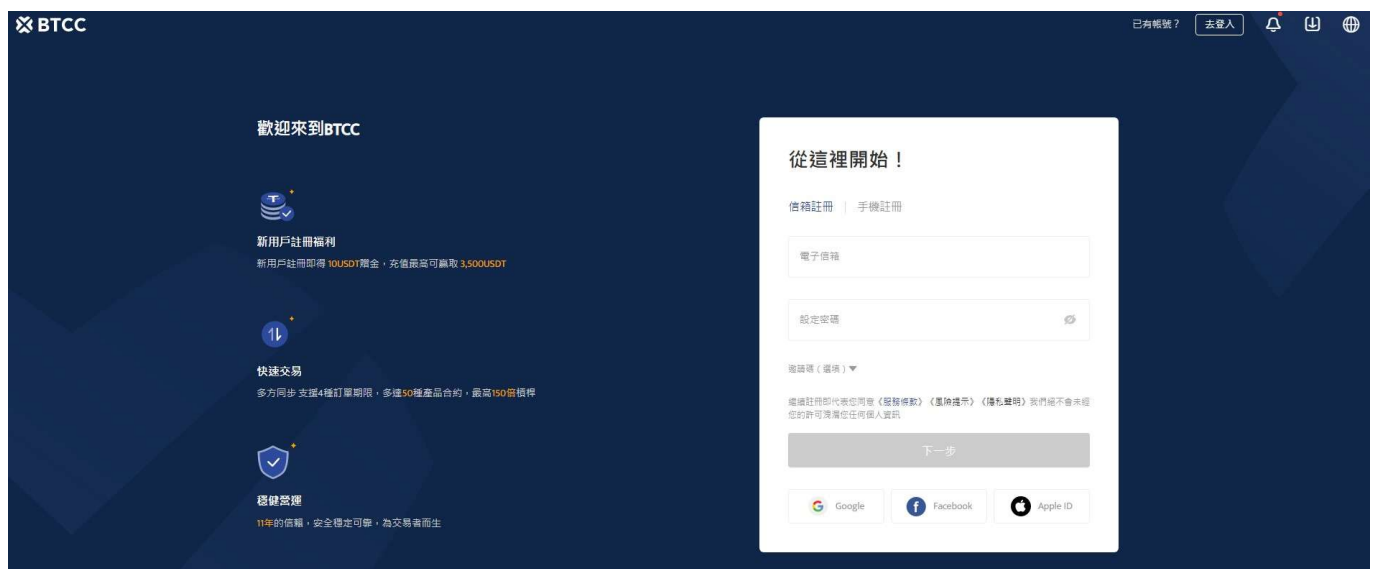 BTCC
已有帳號？ 去登入
歡迎來到BTCC
新用戶註冊福利
新用戶註冊即得 10USDT贈金，充值最高可贏取 3,500USDT
快速交易
多方同步 支援4種訂單期限，多達50種產品合約，最高150倍槓桿
穩健營運
11年的信賴，安全穩定可靠，為交易者而生
從這裡開始！
信箱註冊 | 手機註冊
電子信箱
設定密碼
邀請碼（選填）▼
繼續註冊即代表您同意《服務條款》《風險提示》《隱私聲明》我們絕不會未經
您的許可洩漏您任何個人資訊
下一步
Google Facebook Apple ID